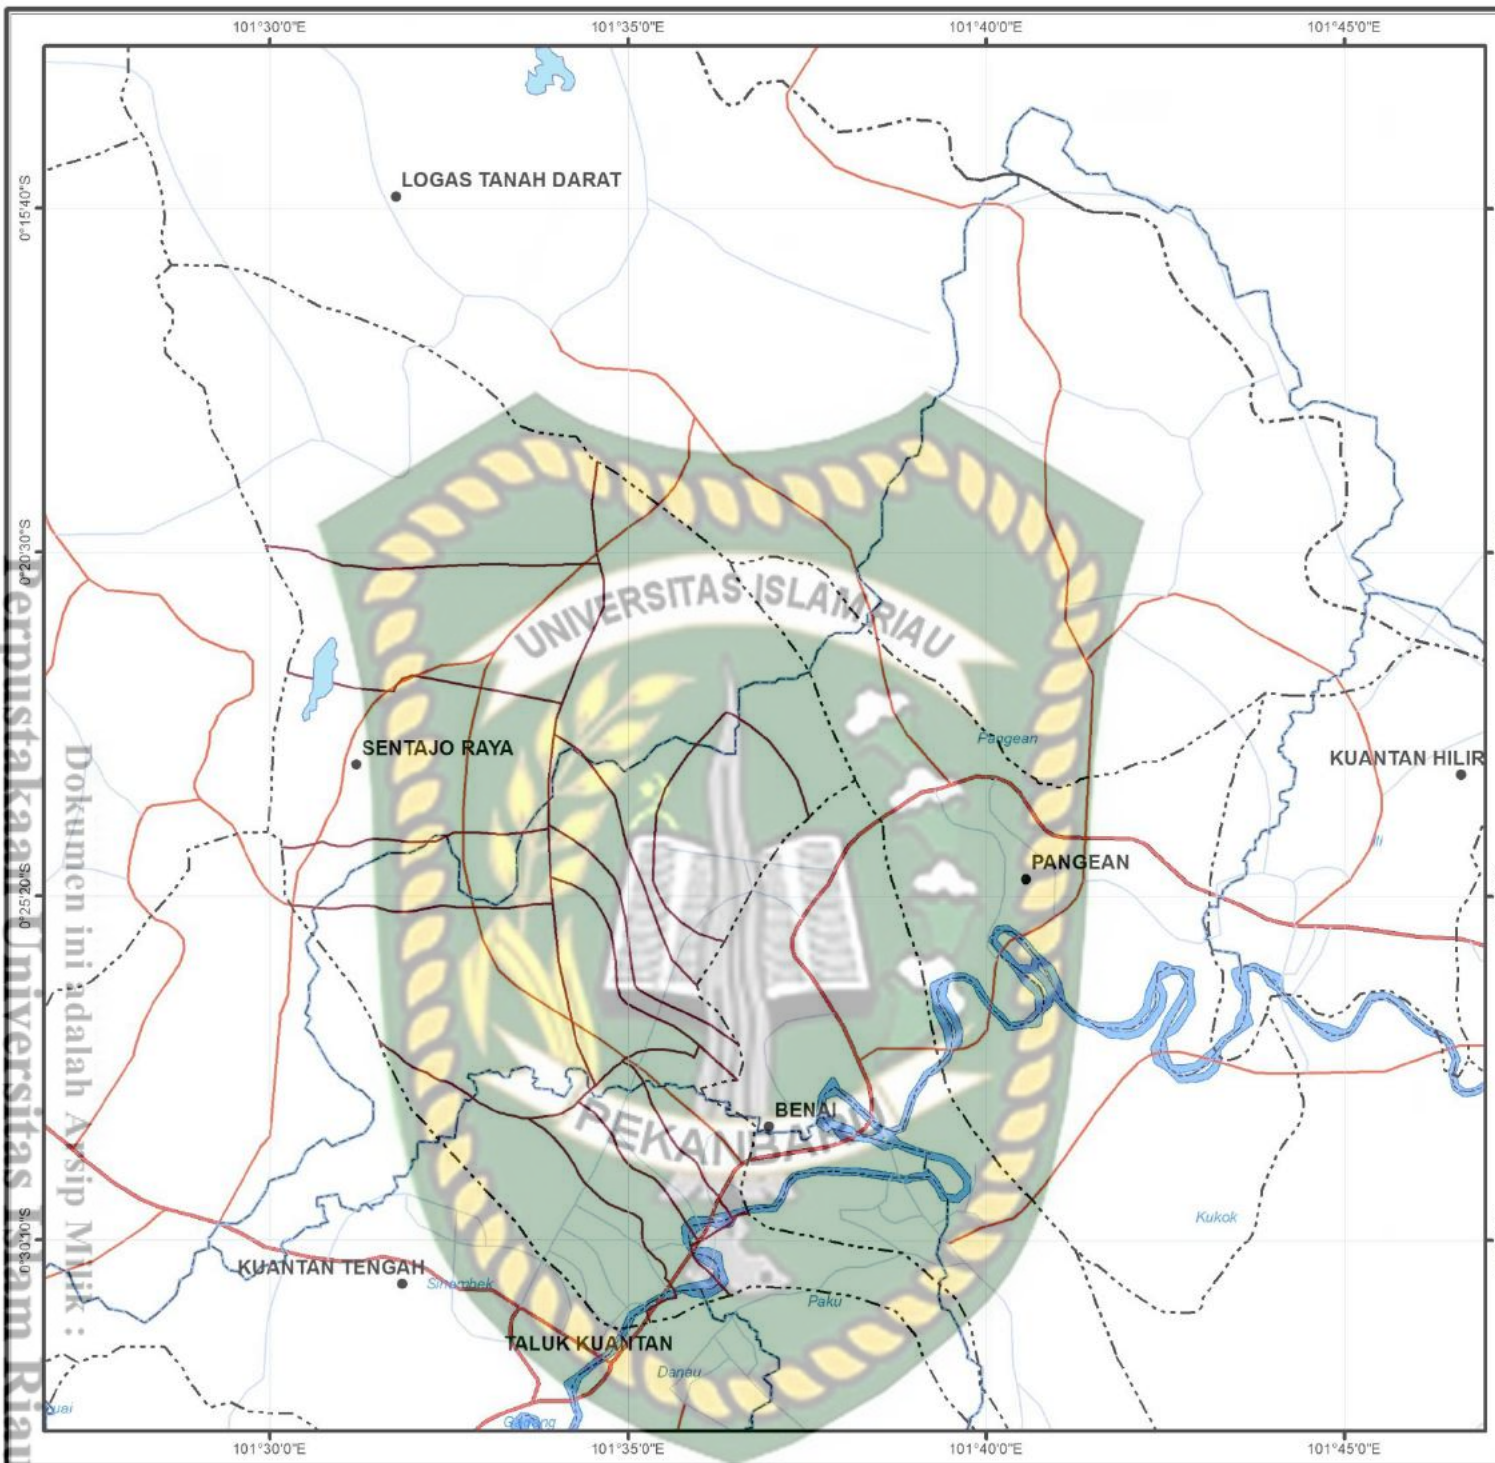 101°30'0"E
101°35'0"E
101°40'0"E
101°45'0"E
0°15'40"S
LOGAS TANAH DARAT
0°20'30"S
UNIVERSITAS ISLAM RIAU
SENTAJO RAYA
Pangean
KUANTAN HILIR
0°25'20"S
PANGEAN
BENAI
PEKANBARU
0°30'10"S
Kukok
KUANTAN TENGAH
Sinambek
Paku
TALUK KUANTAN
Danau
101°30'0"E
101°35'0"E
101°40'0"E
101°45'0"E
Perpustakaan Universitas Islam Riau
Dokumen ini adalah Arsip Milik :